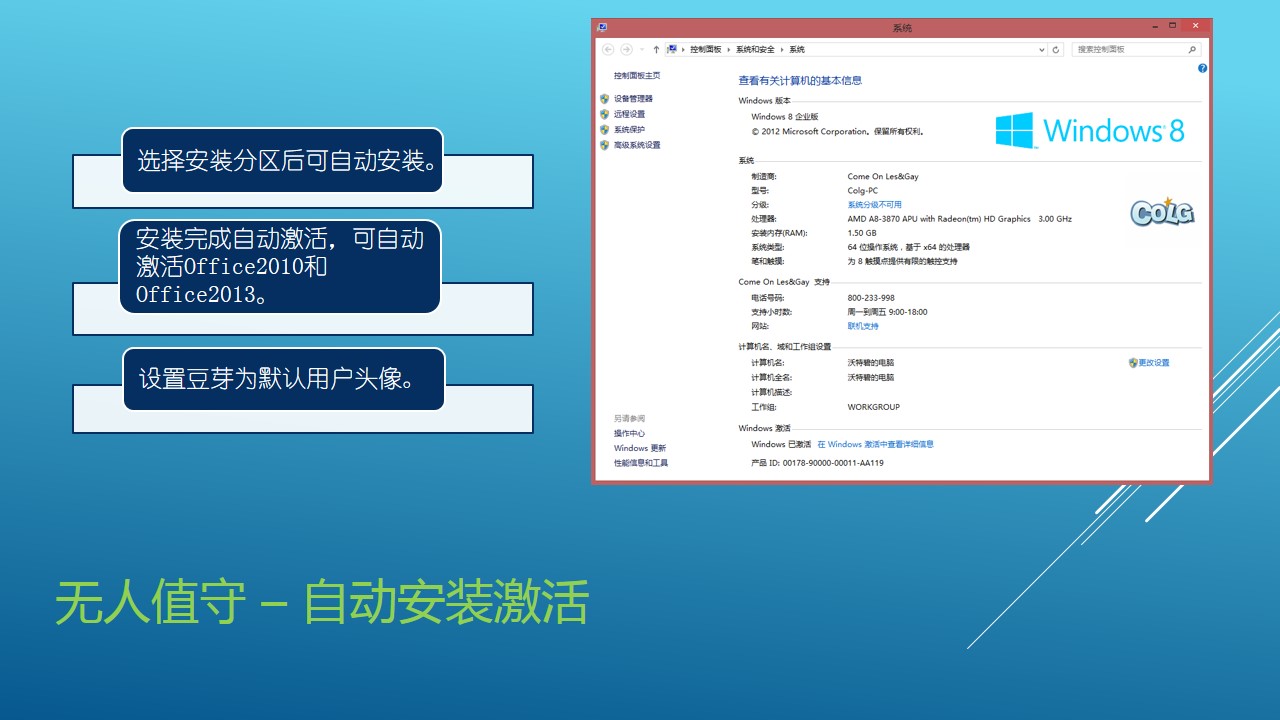 选择安装分区后可自动安装。
安装完成自动激活，可自动
激活Office2010和
Office2013。
设置豆芽为默认用户头像。
无人值守 – 自动安装激活
系统
控制面板 系统和安全 系统
搜索控制面板
控制面板主页
设备管理器
远程设置
系统保护
高级系统设置
另请参阅
操作中心
Windows 更新
性能信息和工具
查看有关计算机的基本信息
Windows 版本
Windows 8 企业版
© 2012 Microsoft Corporation。保留所有权利。
Windows 8
系统
制造商: Come On Les&Gay
型号: Colg-PC
分级: 系统分级不可用
处理器: AMD A8-3870 APU with Radeon(tm) HD Graphics 3.00 GHz
安装内存(RAM): 1.50 GB
系统类型: 64 位操作系统，基于 x64 的处理器
笔和触摸: 为 8 触摸点提供有限的触控支持
COLG
Come On Les&Gay 支持
电话号码: 800-233-998
支持小时数: 周一到周五 9:00-18:00
网站: 联机支持
计算机名、域和工作组设置
计算机名: 沃特碧的电脑 更改设置
计算机全名: 沃特碧的电脑
计算机描述:
工作组: WORKGROUP
Windows 激活
Windows 已激活 在 Windows 激活中查看详细信息
产品 ID: 00178-90000-00011-AA119